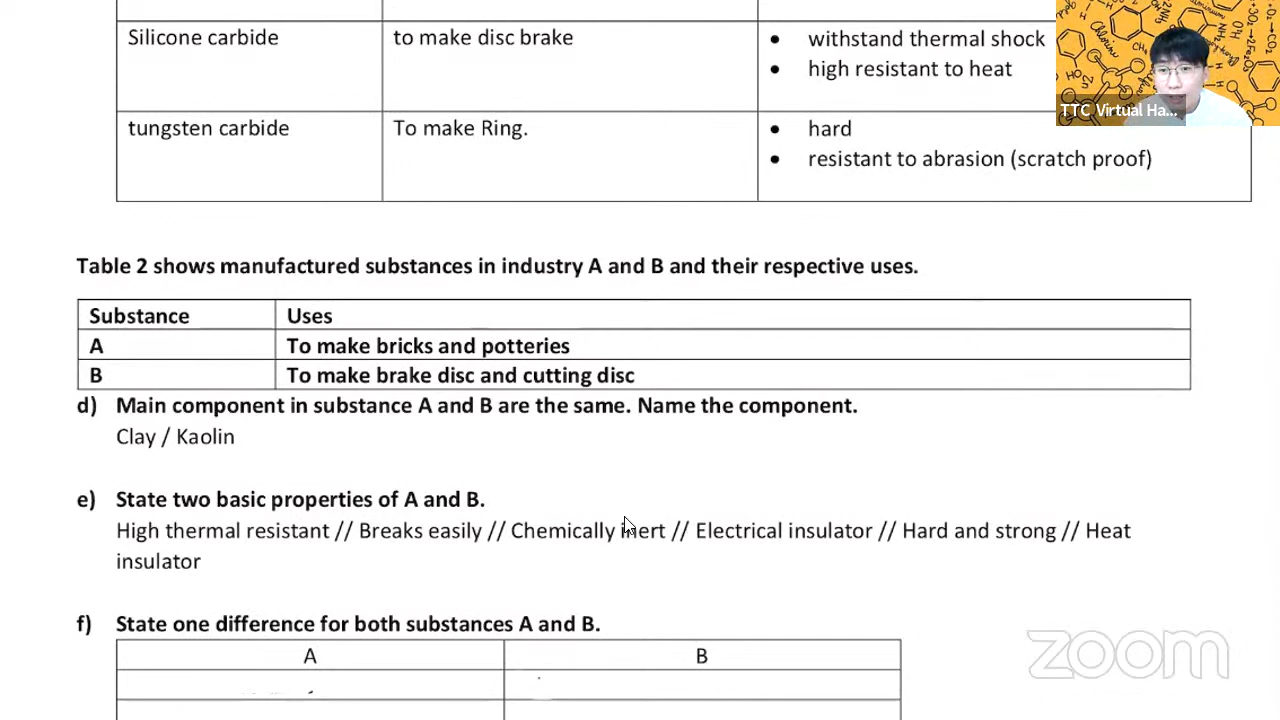 Silicone carbide to make disc brake • withstand thermal shock
• high resistant to heat
TTC Virtual Ha...
tungsten carbide To make Ring. • hard
• resistant to abrasion (scratch proof)
Table 2 shows manufactured substances in industry A and B and their respective uses.
Substance Uses
A To make bricks and potteries
B To make brake disc and cutting disc
d) Main component in substance A and B are the same. Name the component.
Clay / Kaolin
e) State two basic properties of A and B.
High thermal resistant // Breaks easily // Chemically inert // Electrical insulator // Hard and strong // Heat
insulator
f) State one difference for both substances A and B.
A B
zoom